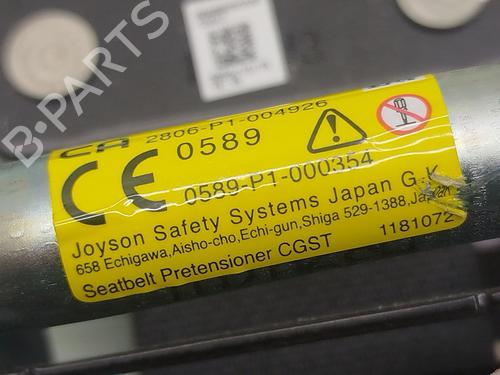 B-PARTS
CA 2806-P1-004926
CE 0589
0589-P1-000354
Joyson Safety Systems Japan G.K.
658 Echigawa,Aisho-cho,Echi-gun,Shiga 529-1388,Japan
Seatbelt Pretensioner CGST 1181072